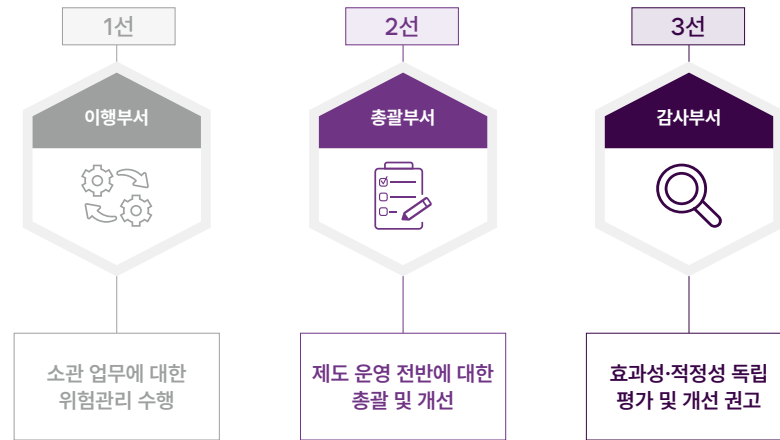 1선
2선
3선
이행부서
총괄부서
감사부서
소관 업무에 대한
위험관리 수행
제도 운영 전반에 대한
총괄 및 개선
효과성·적정성 독립
평가 및 개선 권고